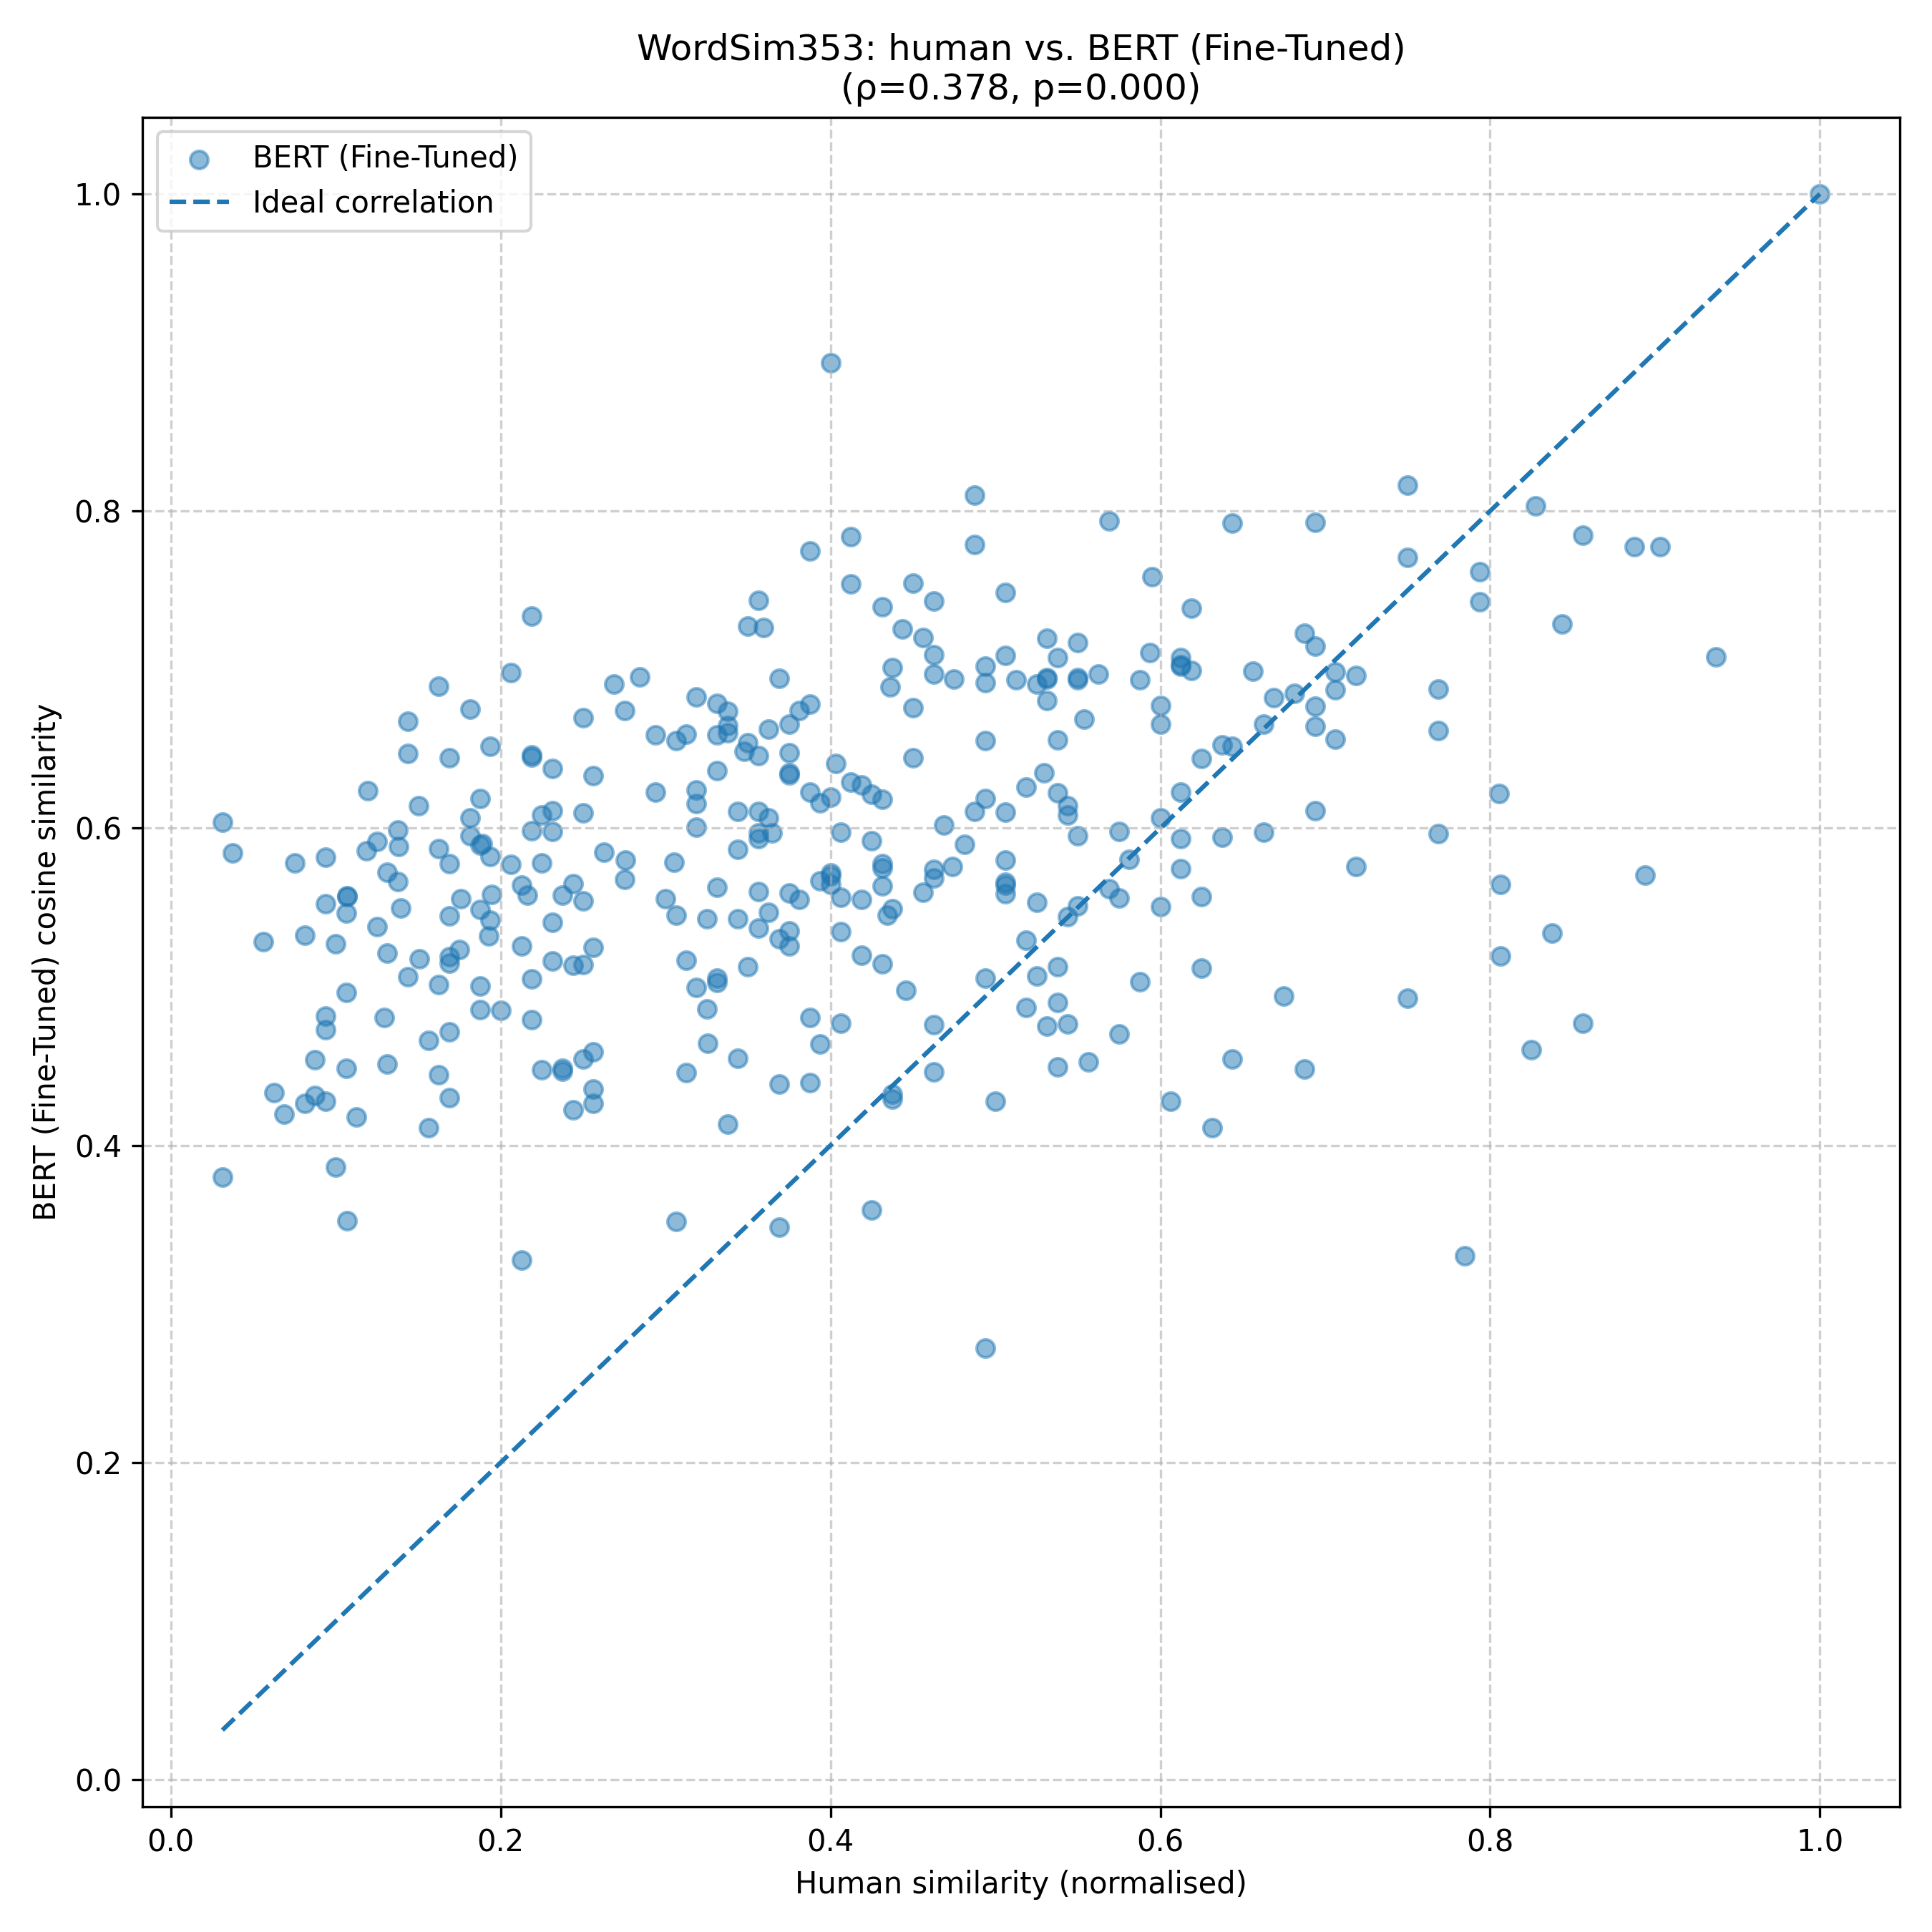 WordSim353: human vs. BERT (Fine-Tuned)
(ρ=0.378, p=0.000)
BERT (Fine-Tuned)
Ideal correlation
BERT (Fine-Tuned) cosine similarity
1.0
0.8
0.6
0.4
0.2
0.0
0.0 0.2 0.4 0.6 0.8 1.0
Human similarity (normalised)